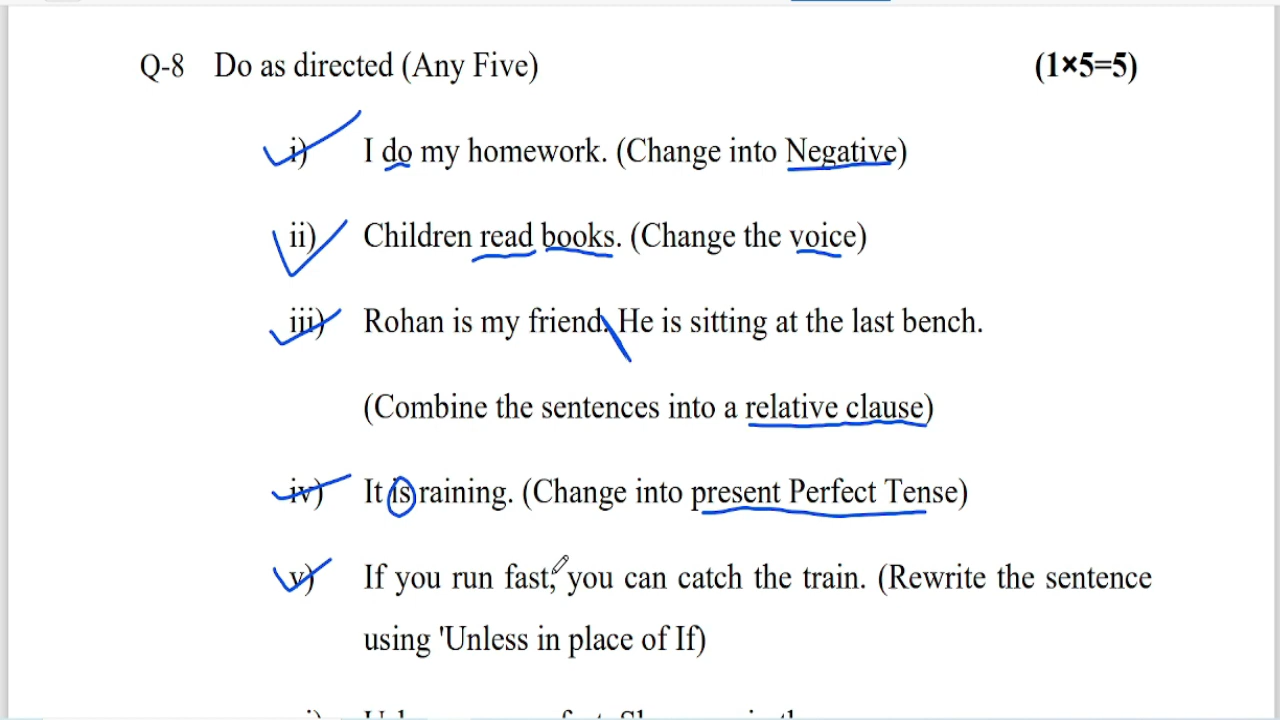 Q-8 Do as directed (Any Five) (1×5=5)
i) I do my homework. (Change into Negative)
ii) Children read books. (Change the voice)
iii) Rohan is my friend. He is sitting at the last bench.
(Combine the sentences into a relative clause)
iv) It is raining. (Change into present Perfect Tense)
v) If you run fast, you can catch the train. (Rewrite the sentence
using 'Unless in place of If)